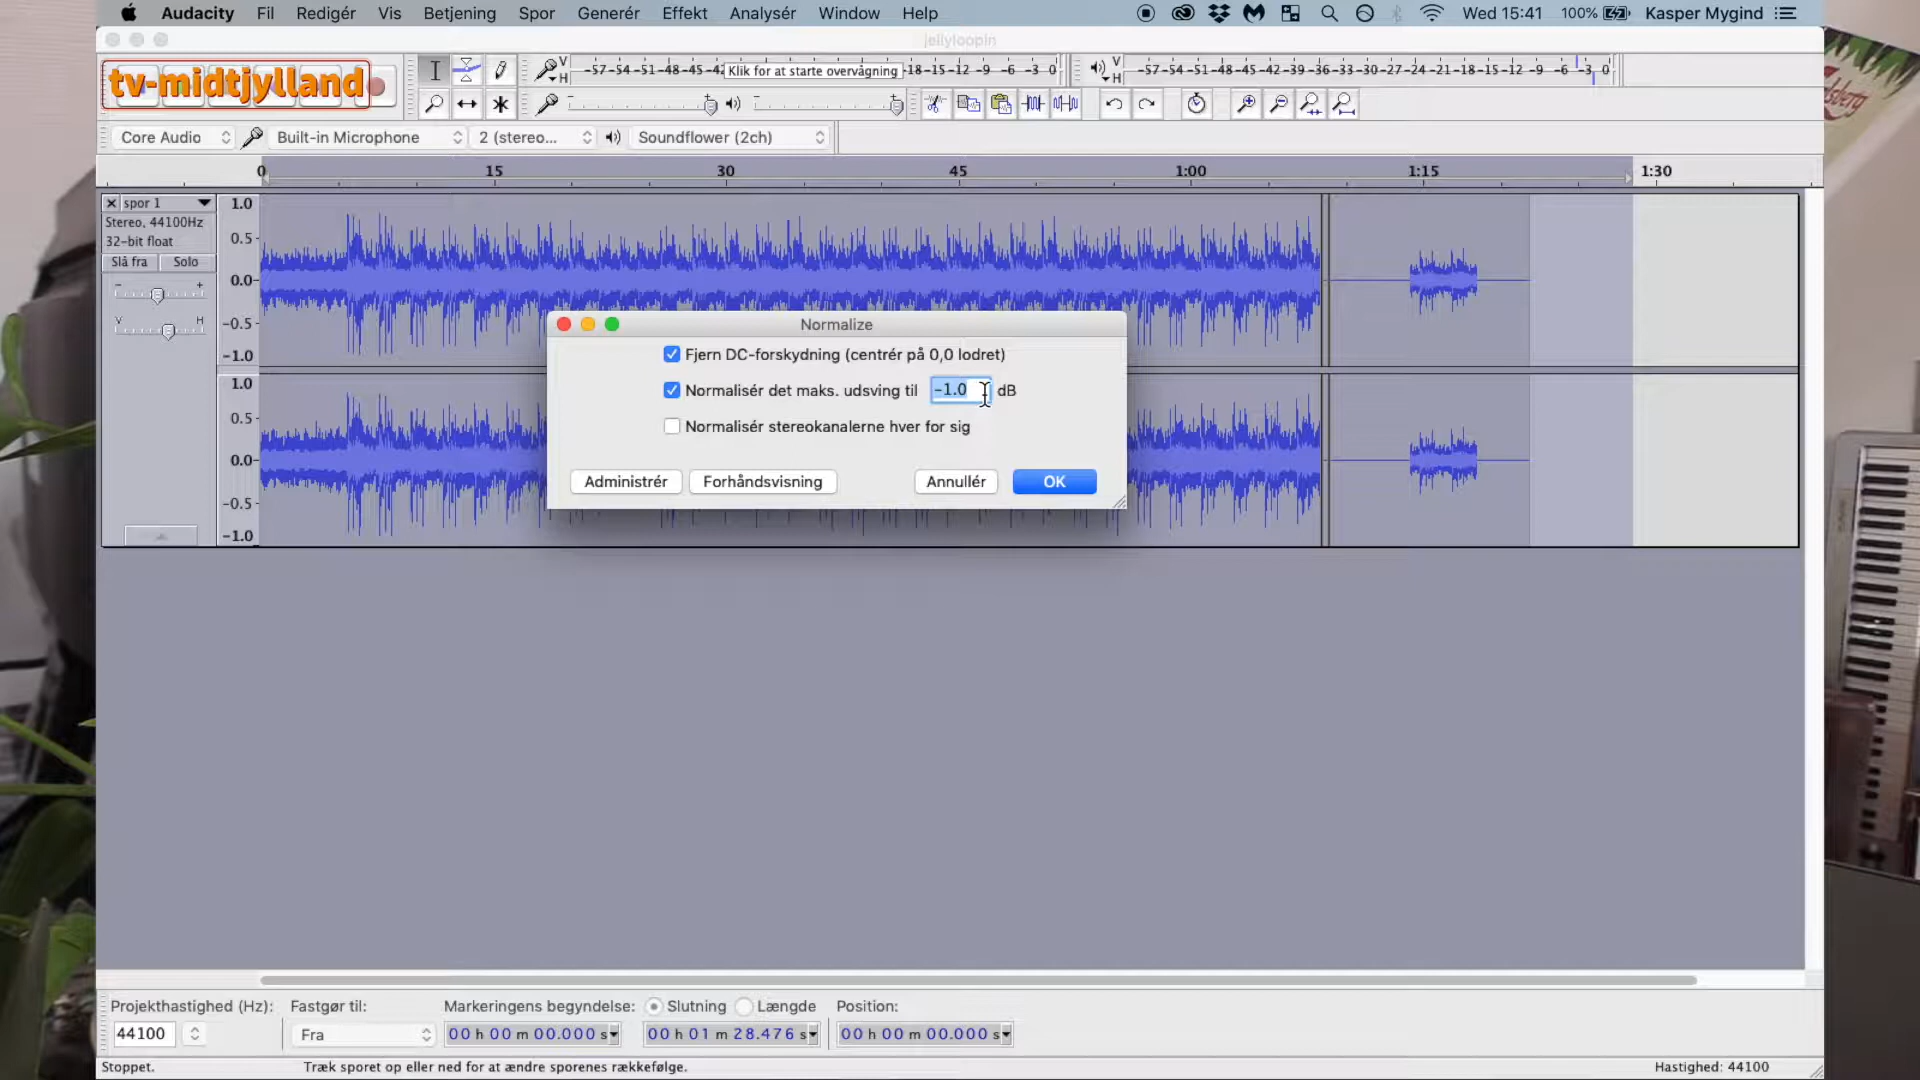 Audacity Fil Redigér Vis Betjening Spor Generér Effekt Analysér Window Help Wed 15:41 100% Kasper Mygind
jellyloopin
tv-midtjylland
V H -57-54-51-48-45-42 Klik for at starte overvågning -18-15-12 -9 -6 -3 0
V H -57-54-51-48-45-42-39-36-33-30-27-24-21-18-15-12 -9 -6 -3 0
Core Audio Built-in Microphone 2 (stereo... Soundflower (2ch)
0 15 30 45 1:00 1:15 1:30
spor 1
Stereo, 44100Hz
32-bit float
Slå fra Solo
- +
V H
1.0
0.5
0.0
-0.5
-1.0
1.0
0.5
0.0
-0.5
-1.0
Normalize
Fjern DC-forskydning (centrér på 0,0 lodret)
Normalisér det maks. udsving til -1.0 dB
Normalisér stereokanalerne hver for sig
Administrér Forhåndsvisning Annullér OK
Projekthastighed (Hz): Fastgør til: Markeringens begyndelse: Slutning Længde Position:
44100 Fra 00 h 00 m 00.000 s 00 h 01 m 28.476 s 00 h 00 m 00.000 s
Stoppet. Træk sporet op eller ned for at ændre sporenes rækkefølge. Hastighed: 44100